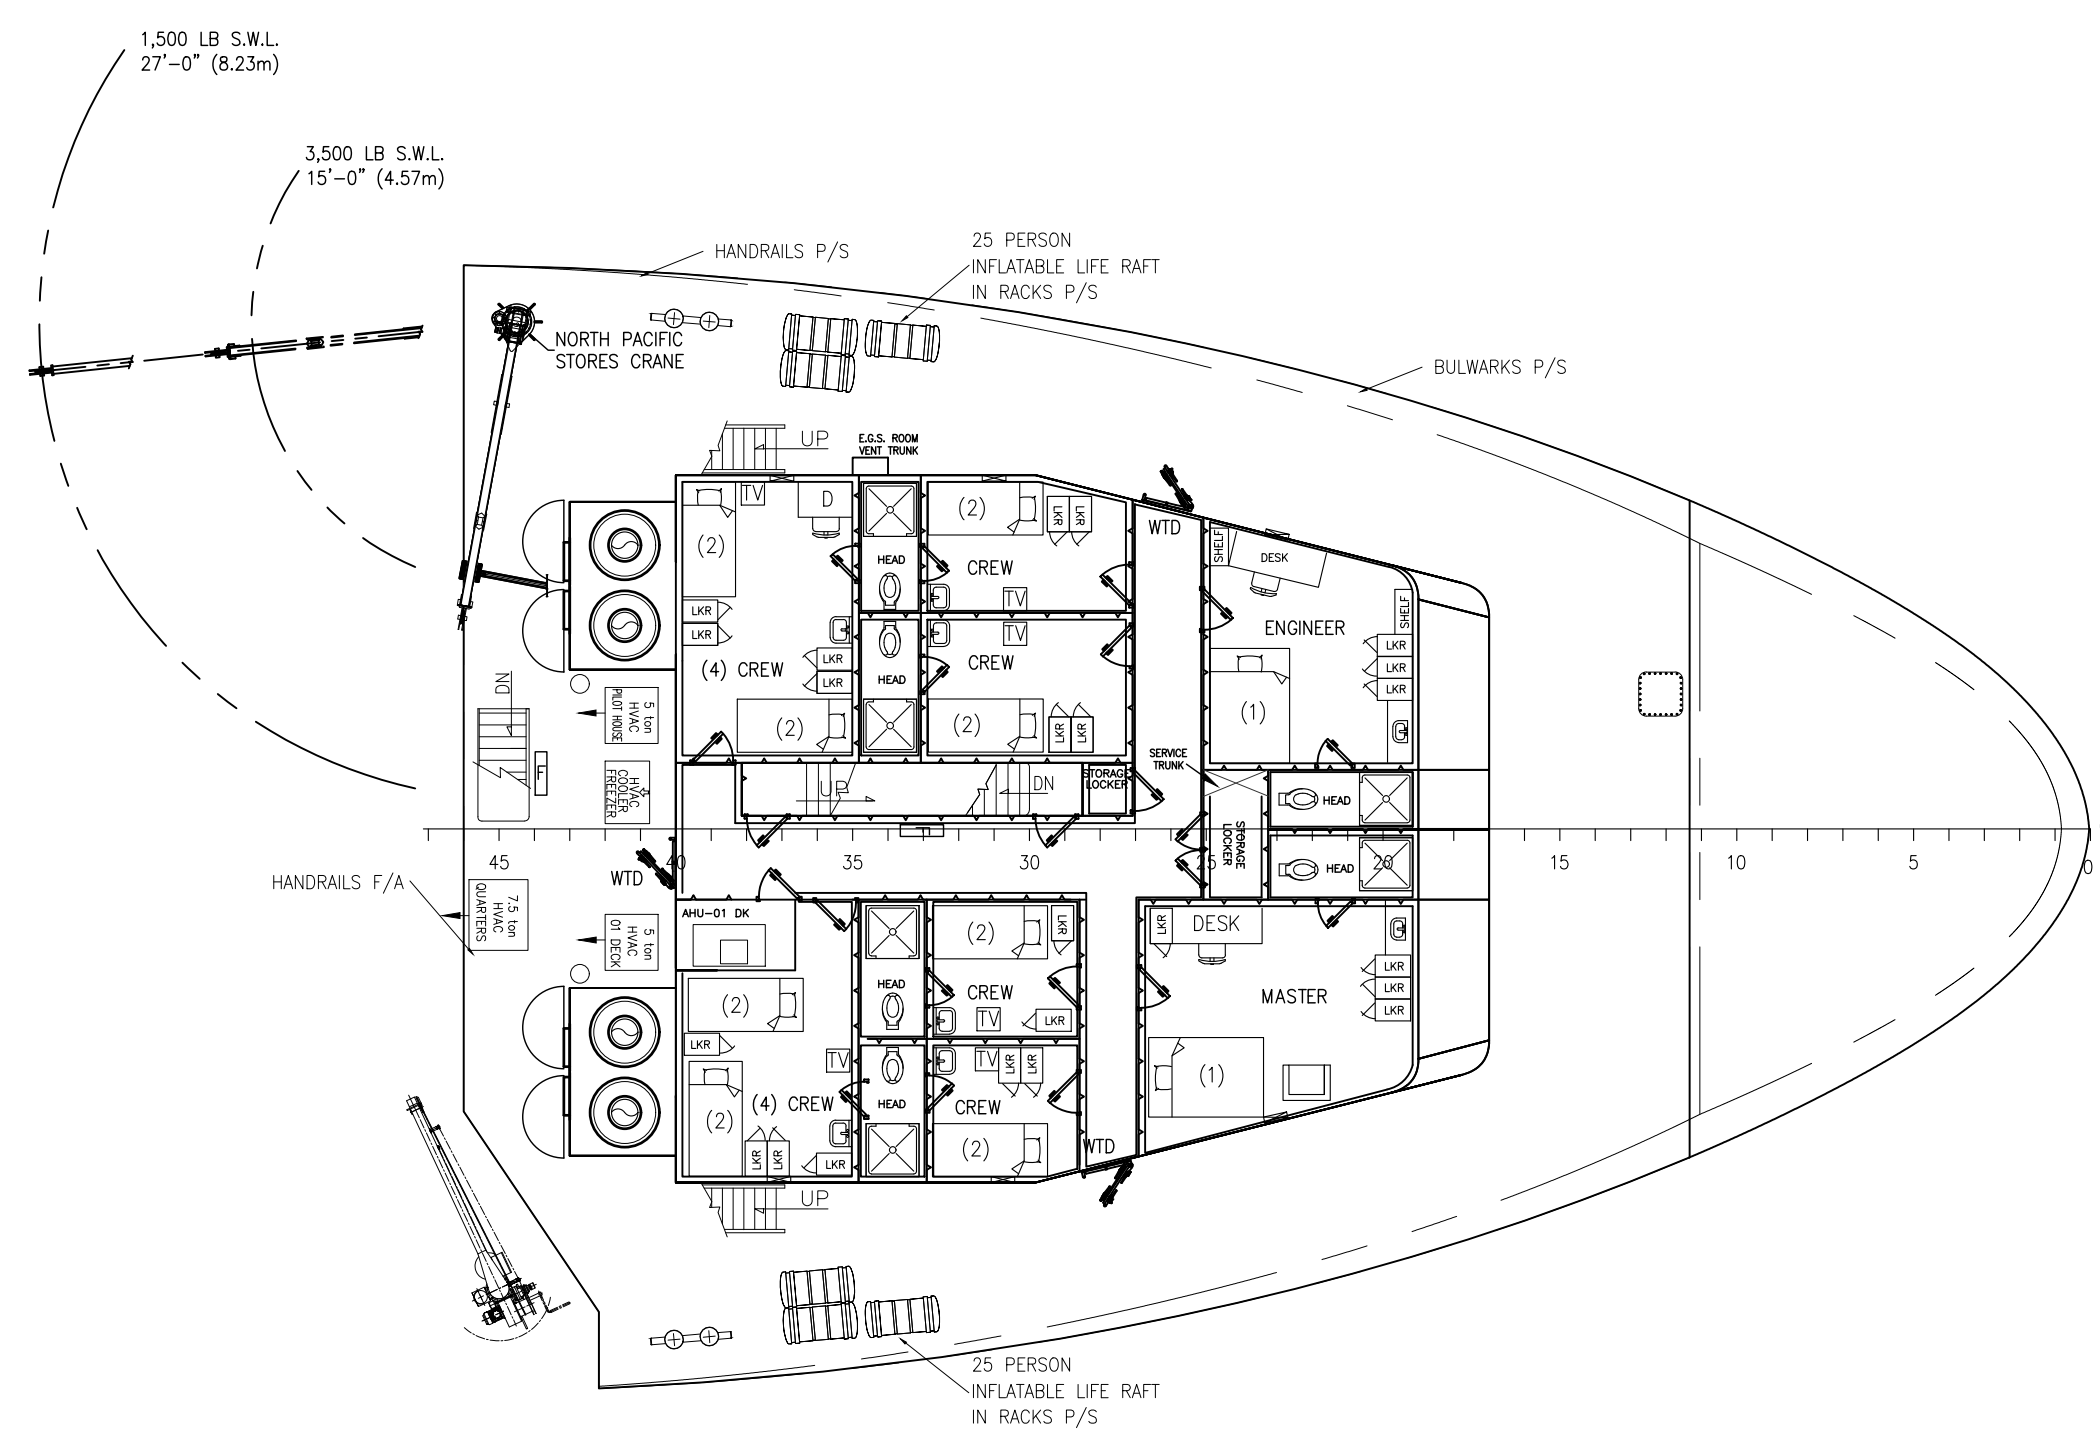 1,500 LB S.W.L.
27'-0" (8.23m)
3,500 LB S.W.L.
15'-0" (4.57m)
HANDRAILS P/S
25 PERSON
INFLATABLE LIFE RAFT
IN RACKS P/S
NORTH PACIFIC
STORES CRANE
BULWARKS P/S
UP
E.G.S. ROOM
VENT TRUNK
TV
D
(2)
(2)
LKR
LKR
WTD
SHELF
DESK
(2)
HEAD
CREW
TV
LKR
LKR
SHELF
ENGINEER
TV
LKR
LKR
LKR
LKR
LKR
(4) CREW
HEAD
CREW
(1)
(2)
(2)
LKR
LKR
DN
5 ton
HVAC
PILOT HOUSE
HVAC
COOLER
FREEZER
F
SERVICE
TRUNK
UP
DN
STORAGE
LOCKER
HEAD
F
STORAGE
LOCKER
45
40
35
30
25
20
15
10
5
0
HEAD
WTD
HANDRAILS F/A
7.5 ton
HVAC
QUARTERS
5 ton
HVAC
01 DECK
AHU-01 DK
(2)
LKR
LKR
DESK
LKR
LKR
LKR
HEAD
CREW
MASTER
(2)
TV
LKR
LKR
TV
TV
LKR
LKR
(1)
(2)
(4) CREW
HEAD
CREW
(2)
LKR
LKR
LKR
WTD
UP
25 PERSON
INFLATABLE LIFE RAFT
IN RACKS P/S